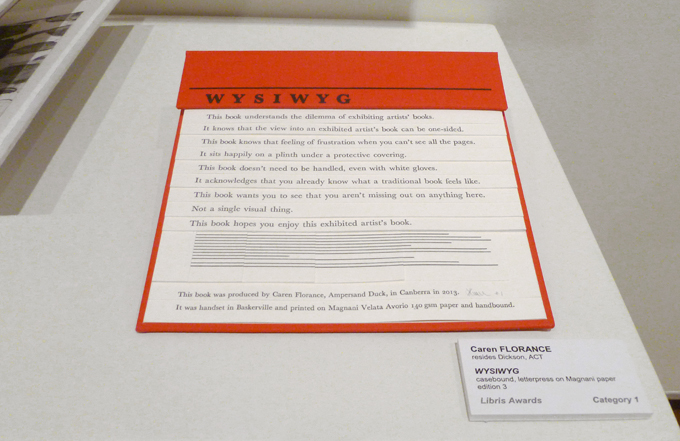 WYSIWYG
This book understands the dilemma of exhibiting artists' books.
It knows that the view into an exhibited artist's book can be one-sided.
This book knows that feeling of frustration when you can't see all the pages.
It sits happily on a plinth under a protective covering.
This book doesn't need to be handled, even with white gloves.
It acknowledges that you already know what a traditional book feels like.
This book wants you to see that you aren't missing out on anything here.
Not a single visual thing.
This book hopes you enjoy this exhibited artist's book.
This book was produced by Caren Florance, Ampersand Duck, in Canberra in 2013.
It was handset in Baskerville and printed on Magnani Velata Avorio 140 gsm paper and handbound.
Caren FLORANCE
resides Dickson, ACT
WYSIWYG
casebound, letterpress on Magnani paper
edition 3
Libris Awards Category 1